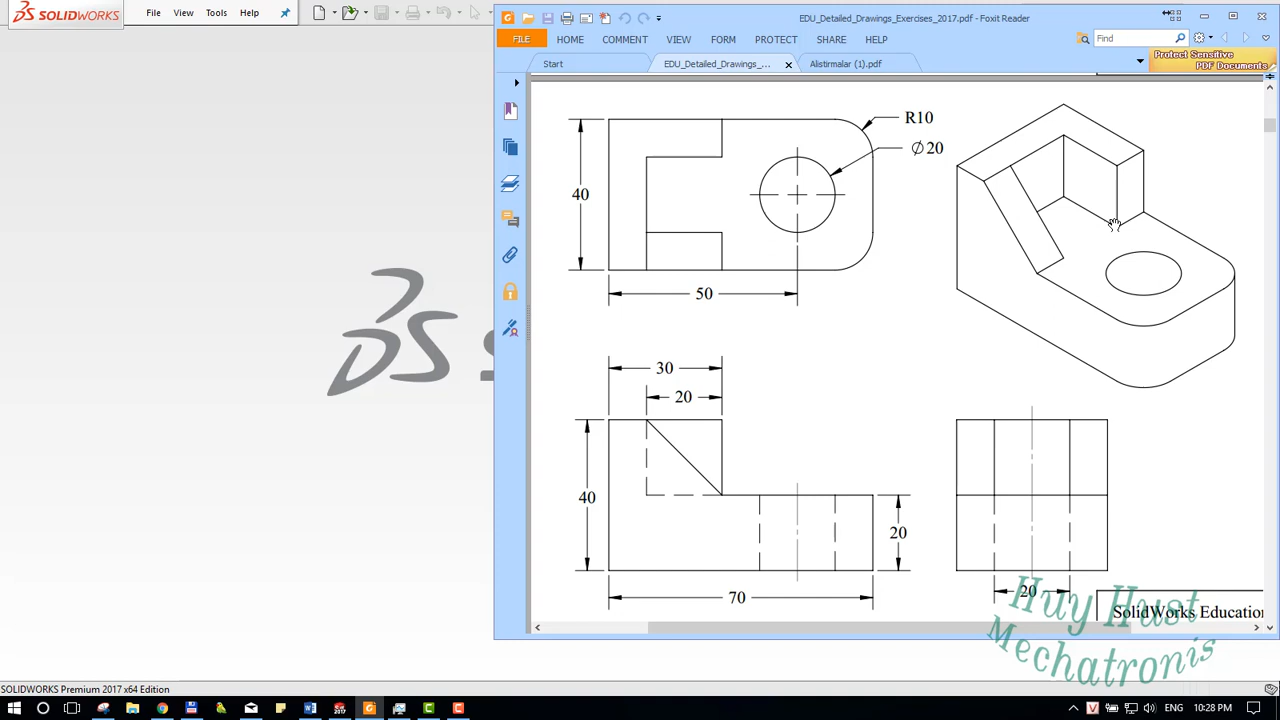 SOLIDWORKS
File View Tools Help
EDU_Detailed_Drawings_Exercises_2017.pdf - Foxit Reader
FILE HOME COMMENT VIEW FORM PROTECT SHARE HELP
Find
Protect Sensitive
PDF Documents
Start EDU_Detailed_Drawings_... Alistirmalar (1).pdf
R10
∅20
40
50
30
20
40
20
70
20
SolidWorks Education
Huy Hust
Mechatronis
S
SOLIDWORKS Premium 2017 x64 Edition
ENG 10:28 PM